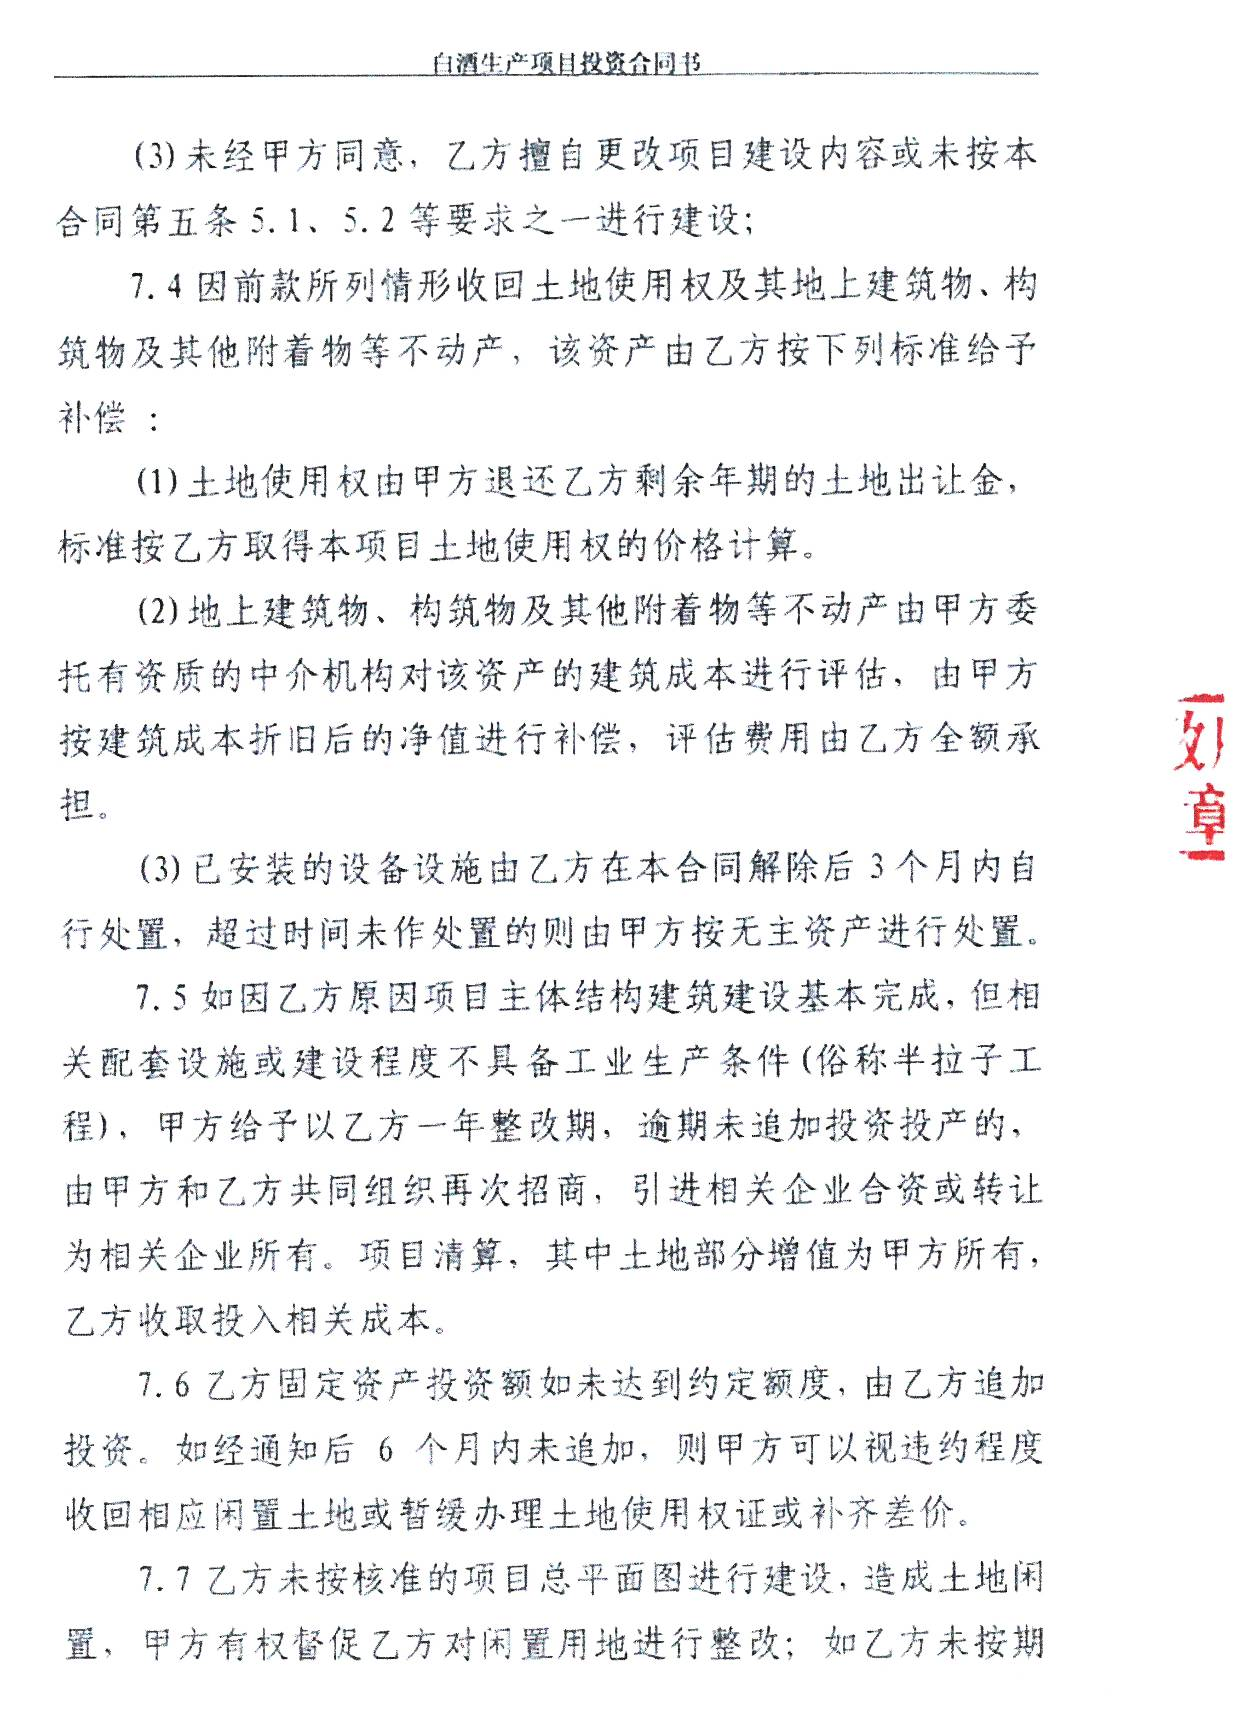 白酒生产项目投资合同书
(3)未经甲方同意，乙方擅自更改项目建设内容或未按本
合同第五条 5.1、5.2 等要求之一进行建设；
7.4 因前款所列情形收回土地使用权及其地上建筑物、构
筑物及其他附着物等不动产，该资产由乙方按下列标准给予
补偿 ：
(1)土地使用权由甲方退还乙方剩余年期的土地出让金，
标准按乙方取得本项目土地使用权的价格计算。
(2)地上建筑物、构筑物及其他附着物等不动产由甲方委
托有资质的中介机构对该资产的建筑成本进行评估，由甲方
按建筑成本折旧后的净值进行补偿，评估费用由乙方全额承
担。
(3)已安装的设备设施由乙方在本合同解除后 3 个月内自
行处置，超过时间未作处置的则由甲方按无主资产进行处置。
7.5 如因乙方原因项目主体结构建筑建设基本完成，但相
关配套设施或建设程度不具备工业生产条件(俗称半拉子工
程)，甲方给予以乙方一年整改期，逾期未追加投资投产的，
由甲方和乙方共同组织再次招商，引进相关企业合资或转让
为相关企业所有。项目清算，其中土地部分增值为甲方所有，
乙方收取投入相关成本。
7.6 乙方固定资产投资额如未达到约定额度，由乙方追加
投资。如经通知后 6 个月内未追加，则甲方可以视违约程度
收回相应闲置土地或暂缓办理土地使用权证或补齐差价。
7.7 乙方未按核准的项目总平面图进行建设，造成土地闲
置，甲方有权督促乙方对闲置用地进行整改；如乙方未按期
章